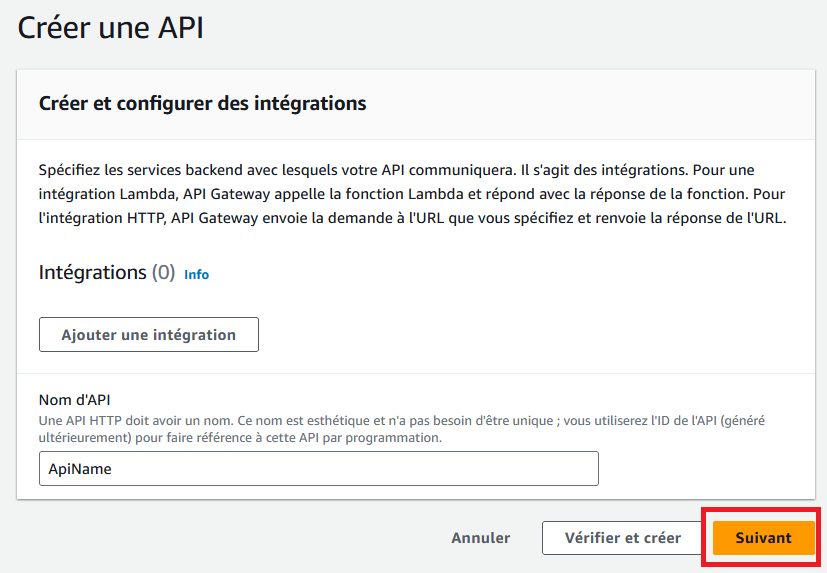 Créer une API
Créer et configurer des intégrations
Spécifiez les services backend avec lesquels votre API communiquera. Il s'agit des intégrations. Pour une
intégration Lambda, API Gateway appelle la fonction Lambda et répond avec la réponse de la fonction. Pour
l'intégration HTTP, API Gateway envoie la demande à l'URL que vous spécifiez et renvoie la réponse de l'URL.
Intégrations (0) Info
Ajouter une intégration
Nom d'API
Une API HTTP doit avoir un nom. Ce nom est esthétique et n'a pas besoin d'être unique ; vous utiliserez l'ID de l'API (généré
ultérieurement) pour faire référence à cette API par programmation.
ApiName
Annuler Vérifier et créer Suivant